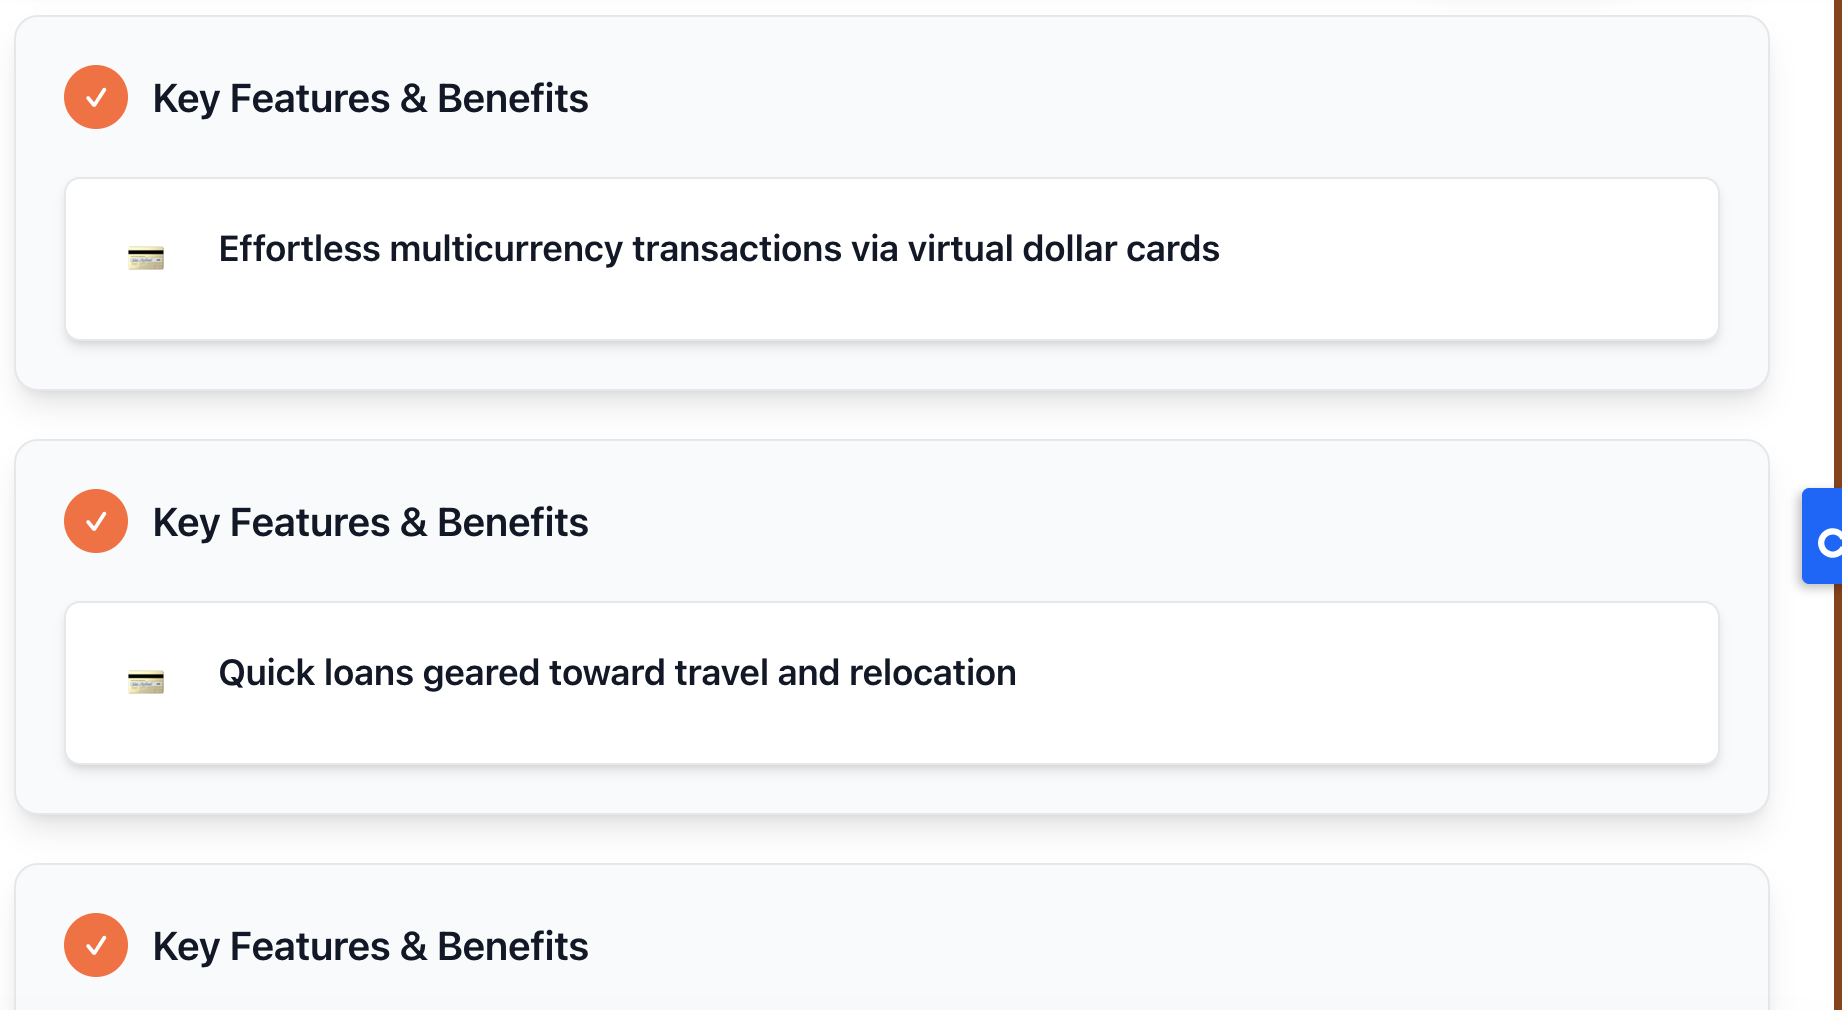 Key Features & Benefits
Effortless multicurrency transactions via virtual dollar cards
Key Features & Benefits
Quick loans geared toward travel and relocation
Key Features & Benefits